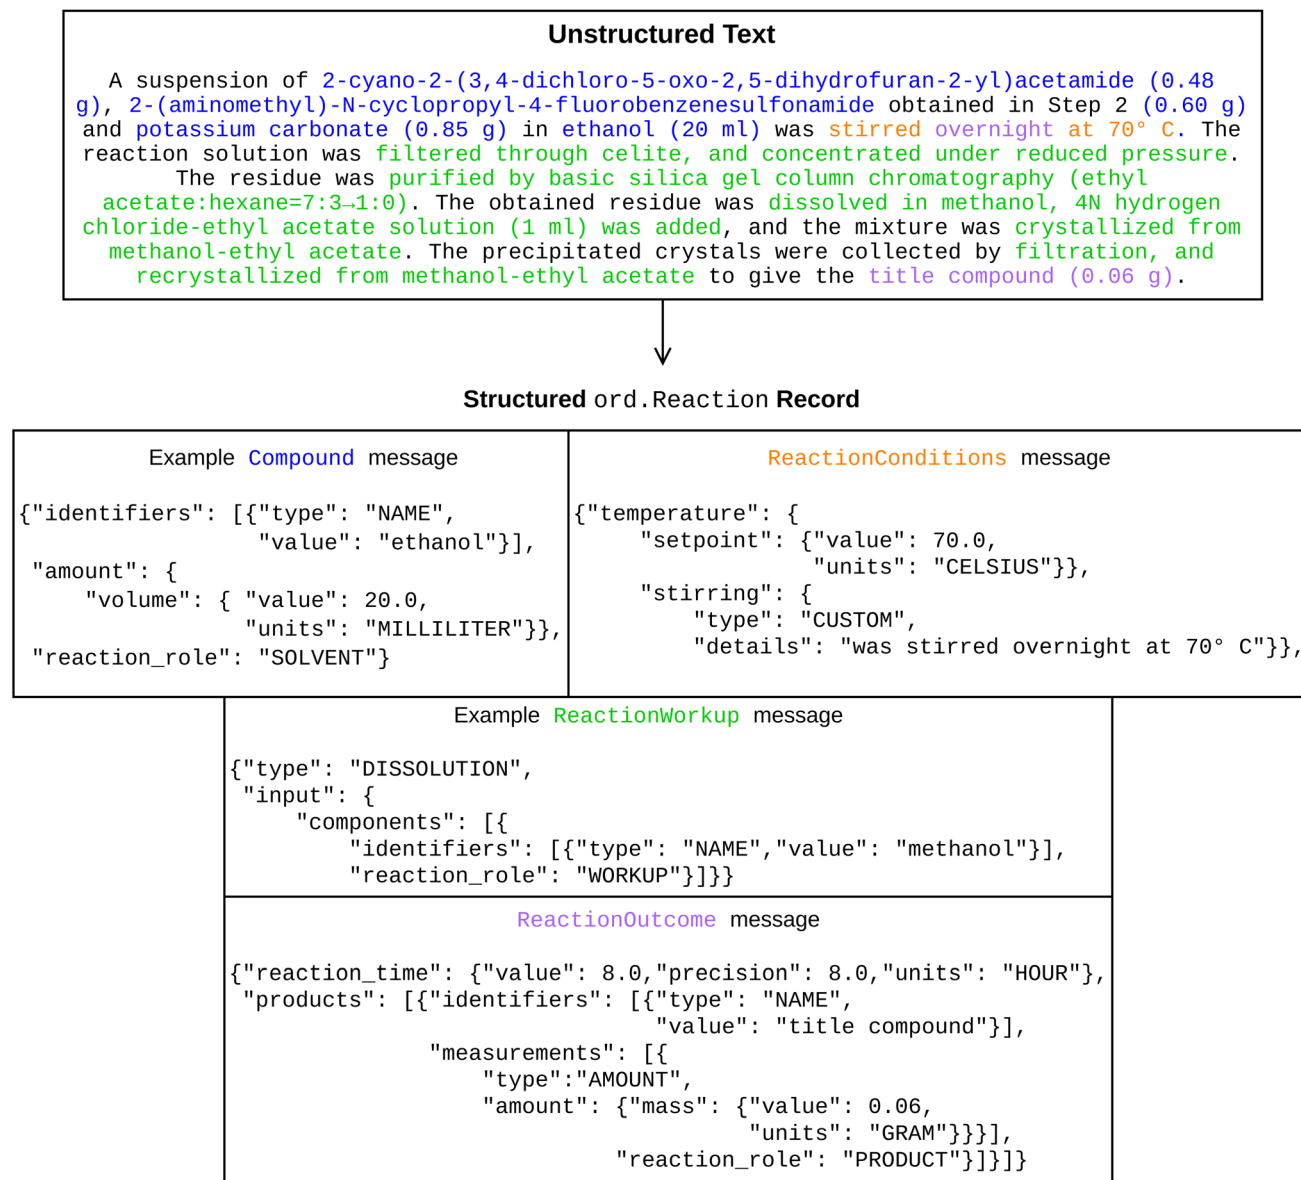 Unstructured Text
A suspension of 2-cyano-2-(3,4-dichloro-5-oxo-2,5-dihydrofuran-2-yl)acetamide (0.48
g), 2-(aminomethyl)-N-cyclopropyl-4-fluorobenzenesulfonamide obtained in Step 2 (0.60 g)
and potassium carbonate (0.85 g) in ethanol (20 ml) was stirred overnight at 70° C. The
reaction solution was filtered through celite, and concentrated under reduced pressure.
The residue was purified by basic silica gel column chromatography (ethyl
acetate:hexane=7:3→1:0). The obtained residue was dissolved in methanol, 4N hydrogen
chloride-ethyl acetate solution (1 ml) was added, and the mixture was crystallized from
methanol-ethyl acetate. The precipitated crystals were collected by filtration, and
recrystallized from methanol-ethyl acetate to give the title compound (0.06 g).
Structured ord.Reaction Record
Example Compound message
{"identifiers": [{"type": "NAME",
"value": "ethanol"}],
"amount": {
"volume": { "value": 20.0,
"units": "MILLILITER"}},
"reaction_role": "SOLVENT"}
ReactionConditions message
{"temperature": {
"setpoint": {"value": 70.0,
"units": "CELSIUS"}},
"stirring": {
"type": "CUSTOM",
"details": "was stirred overnight at 70° C"}},
Example ReactionWorkup message
{"type": "DISSOLUTION",
"input": {
"components": [{
"identifiers": [{"type": "NAME","value": "methanol"}],
"reaction_role": "WORKUP"}]}}
ReactionOutcome message
{"reaction_time": {"value": 8.0,"precision": 8.0,"units": "HOUR"},
"products": [{"identifiers": [{"type": "NAME",
"value": "title compound"}],
"measurements": [{
"type":"AMOUNT",
"amount": {"mass": {"value": 0.06,
"units": "GRAM"}}}],
"reaction_role": "PRODUCT"}]}]}